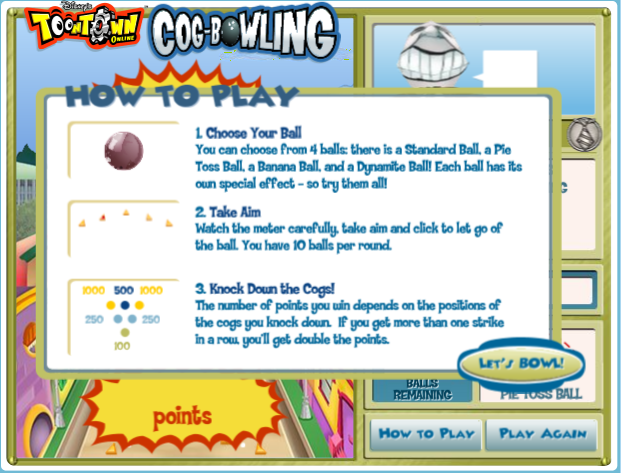 Disney's
TOONTOWN
ONLINE
COG-BOWLING
HOW TO PLAY
1. Choose Your Ball
You can choose from 4 balls: there is a Standard Ball, a Pie
Toss Ball, a Banana Ball, and a Dynamite Ball! Each ball has its
own special effect - so try them all!
2. Take Aim
Watch the meter carefully, take aim and click to let go of
the ball. You have 10 balls per round.
1000 500 1000
250 250
100
3. Knock Down the Cogs!
The number of points you win depends on the positions of
the cogs you knock down. If you get more than one strike
in a row, you'll get double the points.
LET'S BOWL!
points
BALLS
REMAINING
PIE TOSS BALL
HOW TO PLAY
PLAY AGAIN